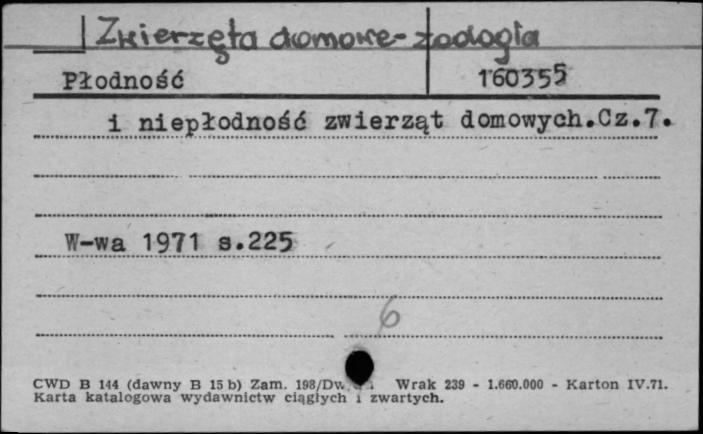 Zwierzęta domowe-zoologia
Płodność 160355
i niepłodność zwierząt domowych.Cz.7.
W-wa 1971 s.225
6
CWD B 144 (dawny B 15 b) Zam. 198/Dw. Wrak 239 - 1.660.000 - Karton IV.71.
Karta katalogowa wydawnictw ciągłych i zwartych.